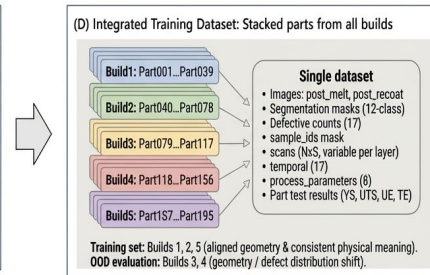 (D) Integrated Training Dataset: Stacked parts from all builds
Build1: Part001...Part039
Build2: Part040...Part078
Build3: Part079...Part117
Build4: Part118...Part156
Build5: Part1S7...Part195
Single dataset
• Images: post_melt, post_recoat
• Segmentation masks (12-class)
• Defective counts (17)
• sample_ids mask
• scans (NxS, variable per layer)
• temporal (17)
• process_parameters (6)
• Part test results (YS, UTS, UE, TE)
Training set: Builds 1, 2, 5 (aligned geometry & consistent physical meaning).
OOD evaluation: Builds 3, 4 (geometry / defect distribution shift).